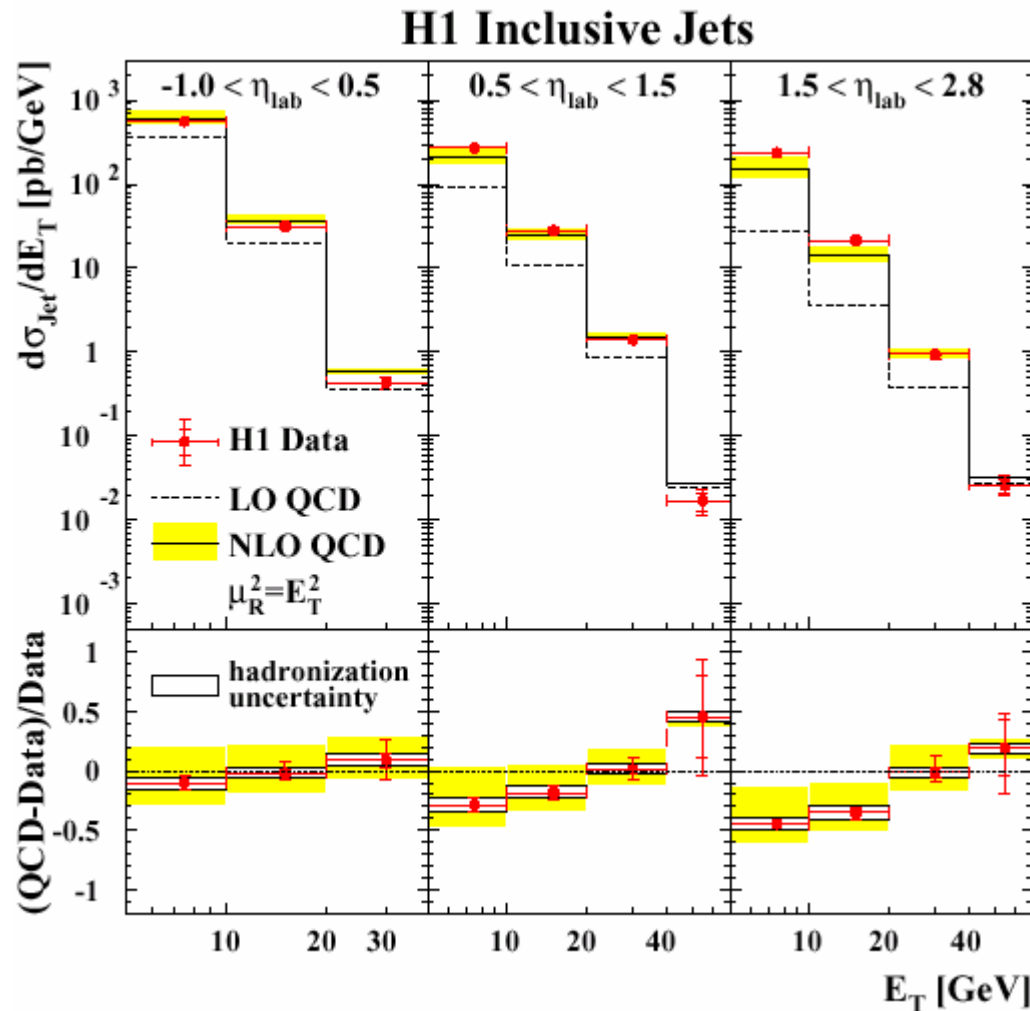 H1 Inclusive Jets
-1.0 < η_lab < 0.5
0.5 < η_lab < 1.5
1.5 < η_lab < 2.8
dσ_Jet/dE_T [pb/GeV]
10^3
10^2
10
1
10^-1
10^-2
10^-3
H1 Data
LO QCD
NLO QCD
μ_R^2=E_T^2
(QCD-Data)/Data
hadronization
uncertainty
1
0.5
0
-0.5
-1
10 20 30
10 20 40
10 20 40
E_T [GeV]